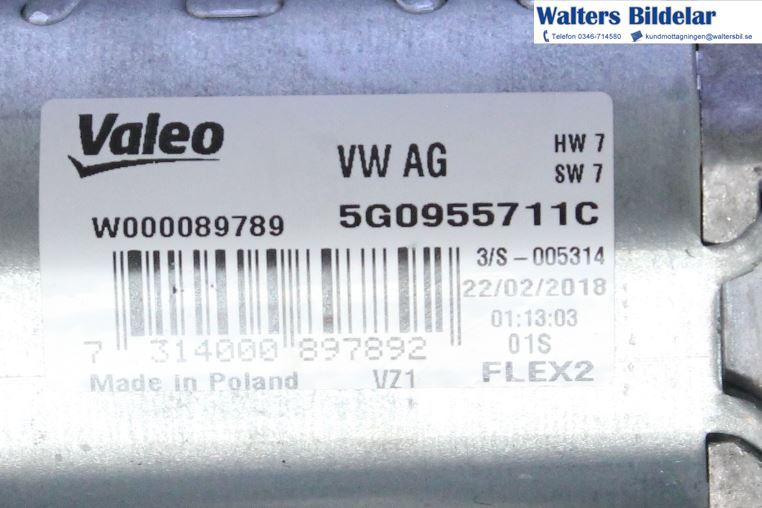 Walters Bildelar
Telefon 0346-714580 kundmottagningen@waltersbil.se
Valeo
VW AG
HW 7
SW 7
W000089789
5G0955711C
3/S-005314
22/02/2018
01:13:03
01S
7 314000 897892
Made in Poland VZ1 FLEX2